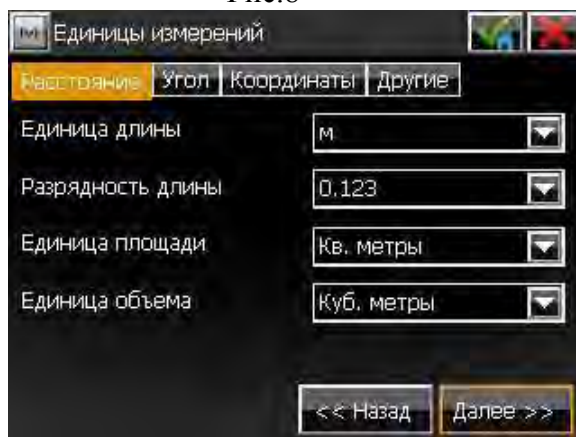 Рис.8
Единицы измерений
Расстояние Угол Координаты Другие
Единица длины м
Разрядность длины 0.123
Единица площади Кв. метры
Единица объема Куб. метры
<< Назад Далее >>